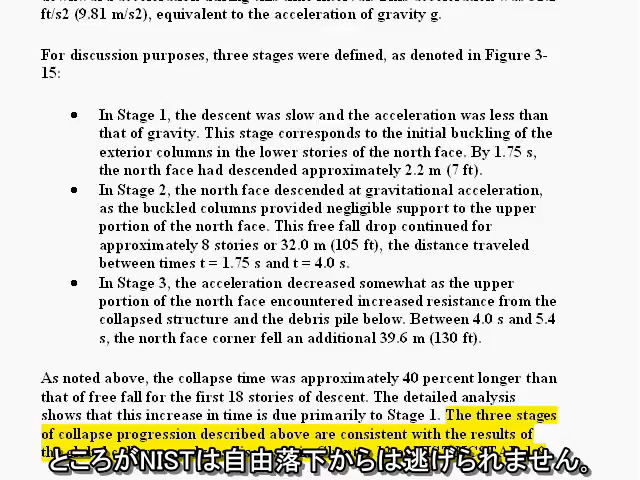 ft/s2 (9.81 m/s2), equivalent to the acceleration of gravity g.
For discussion purposes, three stages were defined, as denoted in Figure 3-
15:
• In Stage 1, the descent was slow and the acceleration was less than
that of gravity. This stage corresponds to the initial buckling of the
exterior columns in the lower stories of the north face. By 1.75 s,
the north face had descended approximately 2.2 m (7 ft).
• In Stage 2, the north face descended at gravitational acceleration,
as the buckled columns provided negligible support to the upper
portion of the north face. This free fall drop continued for
approximately 8 stories or 32.0 m (105 ft), the distance traveled
between times t = 1.75 s and t = 4.0 s.
• In Stage 3, the acceleration decreased somewhat as the upper
portion of the north face encountered increased resistance from the
collapsed structure and the debris pile below. Between 4.0 s and 5.4
s, the north face corner fell an additional 39.6 m (130 ft).
As noted above, the collapse time was approximately 40 percent longer than
that of free fall for the first 18 stories of descent. The detailed analysis
shows that this increase in time is due primarily to Stage 1. The three stages
of collapse progression described above are consistent with the results of
ところがNISTは自由落下からは逃げられません。